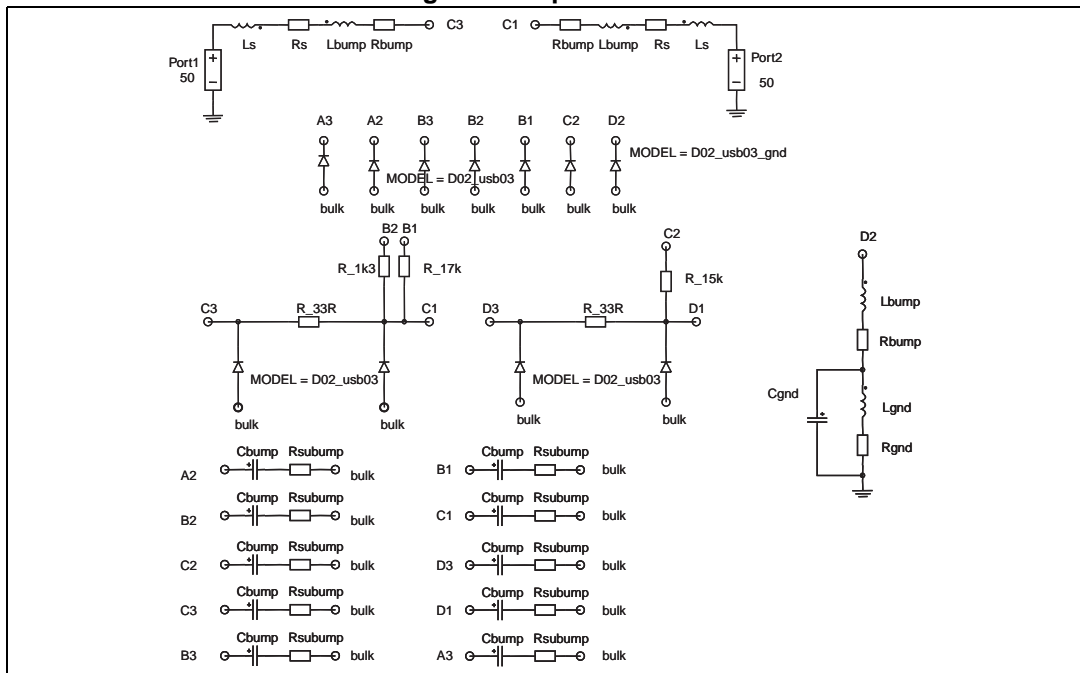 Ls Rs Lbump Rbump C3 C1 Rbump Lbump Rs Ls
Port1 50 Port2 50
A3 A2 B3 B2 B1 C2 D2
MODEL = D02_usb03_gnd
MODEL = D02_usb03
bulk bulk bulk bulk bulk bulk bulk
B2 B1 C2 D2
R_1k3 R_17k R_15k
Lbump
C3 R_33R C1 D3 R_33R D1
Rbump
MODEL = D02_usb03 MODEL = D02_usb03
Cgnd Lgnd
bulk bulk bulk bulk
Rgnd
Cbump Rsubump Cbump Rsubump
A2 bulk B1 bulk
Cbump Rsubump Cbump Rsubump
B2 bulk C1 bulk
Cbump Rsubump Cbump Rsubump
C2 bulk D3 bulk
Cbump Rsubump Cbump Rsubump
C3 bulk D1 bulk
Cbump Rsubump Cbump Rsubump
B3 bulk A3 bulk